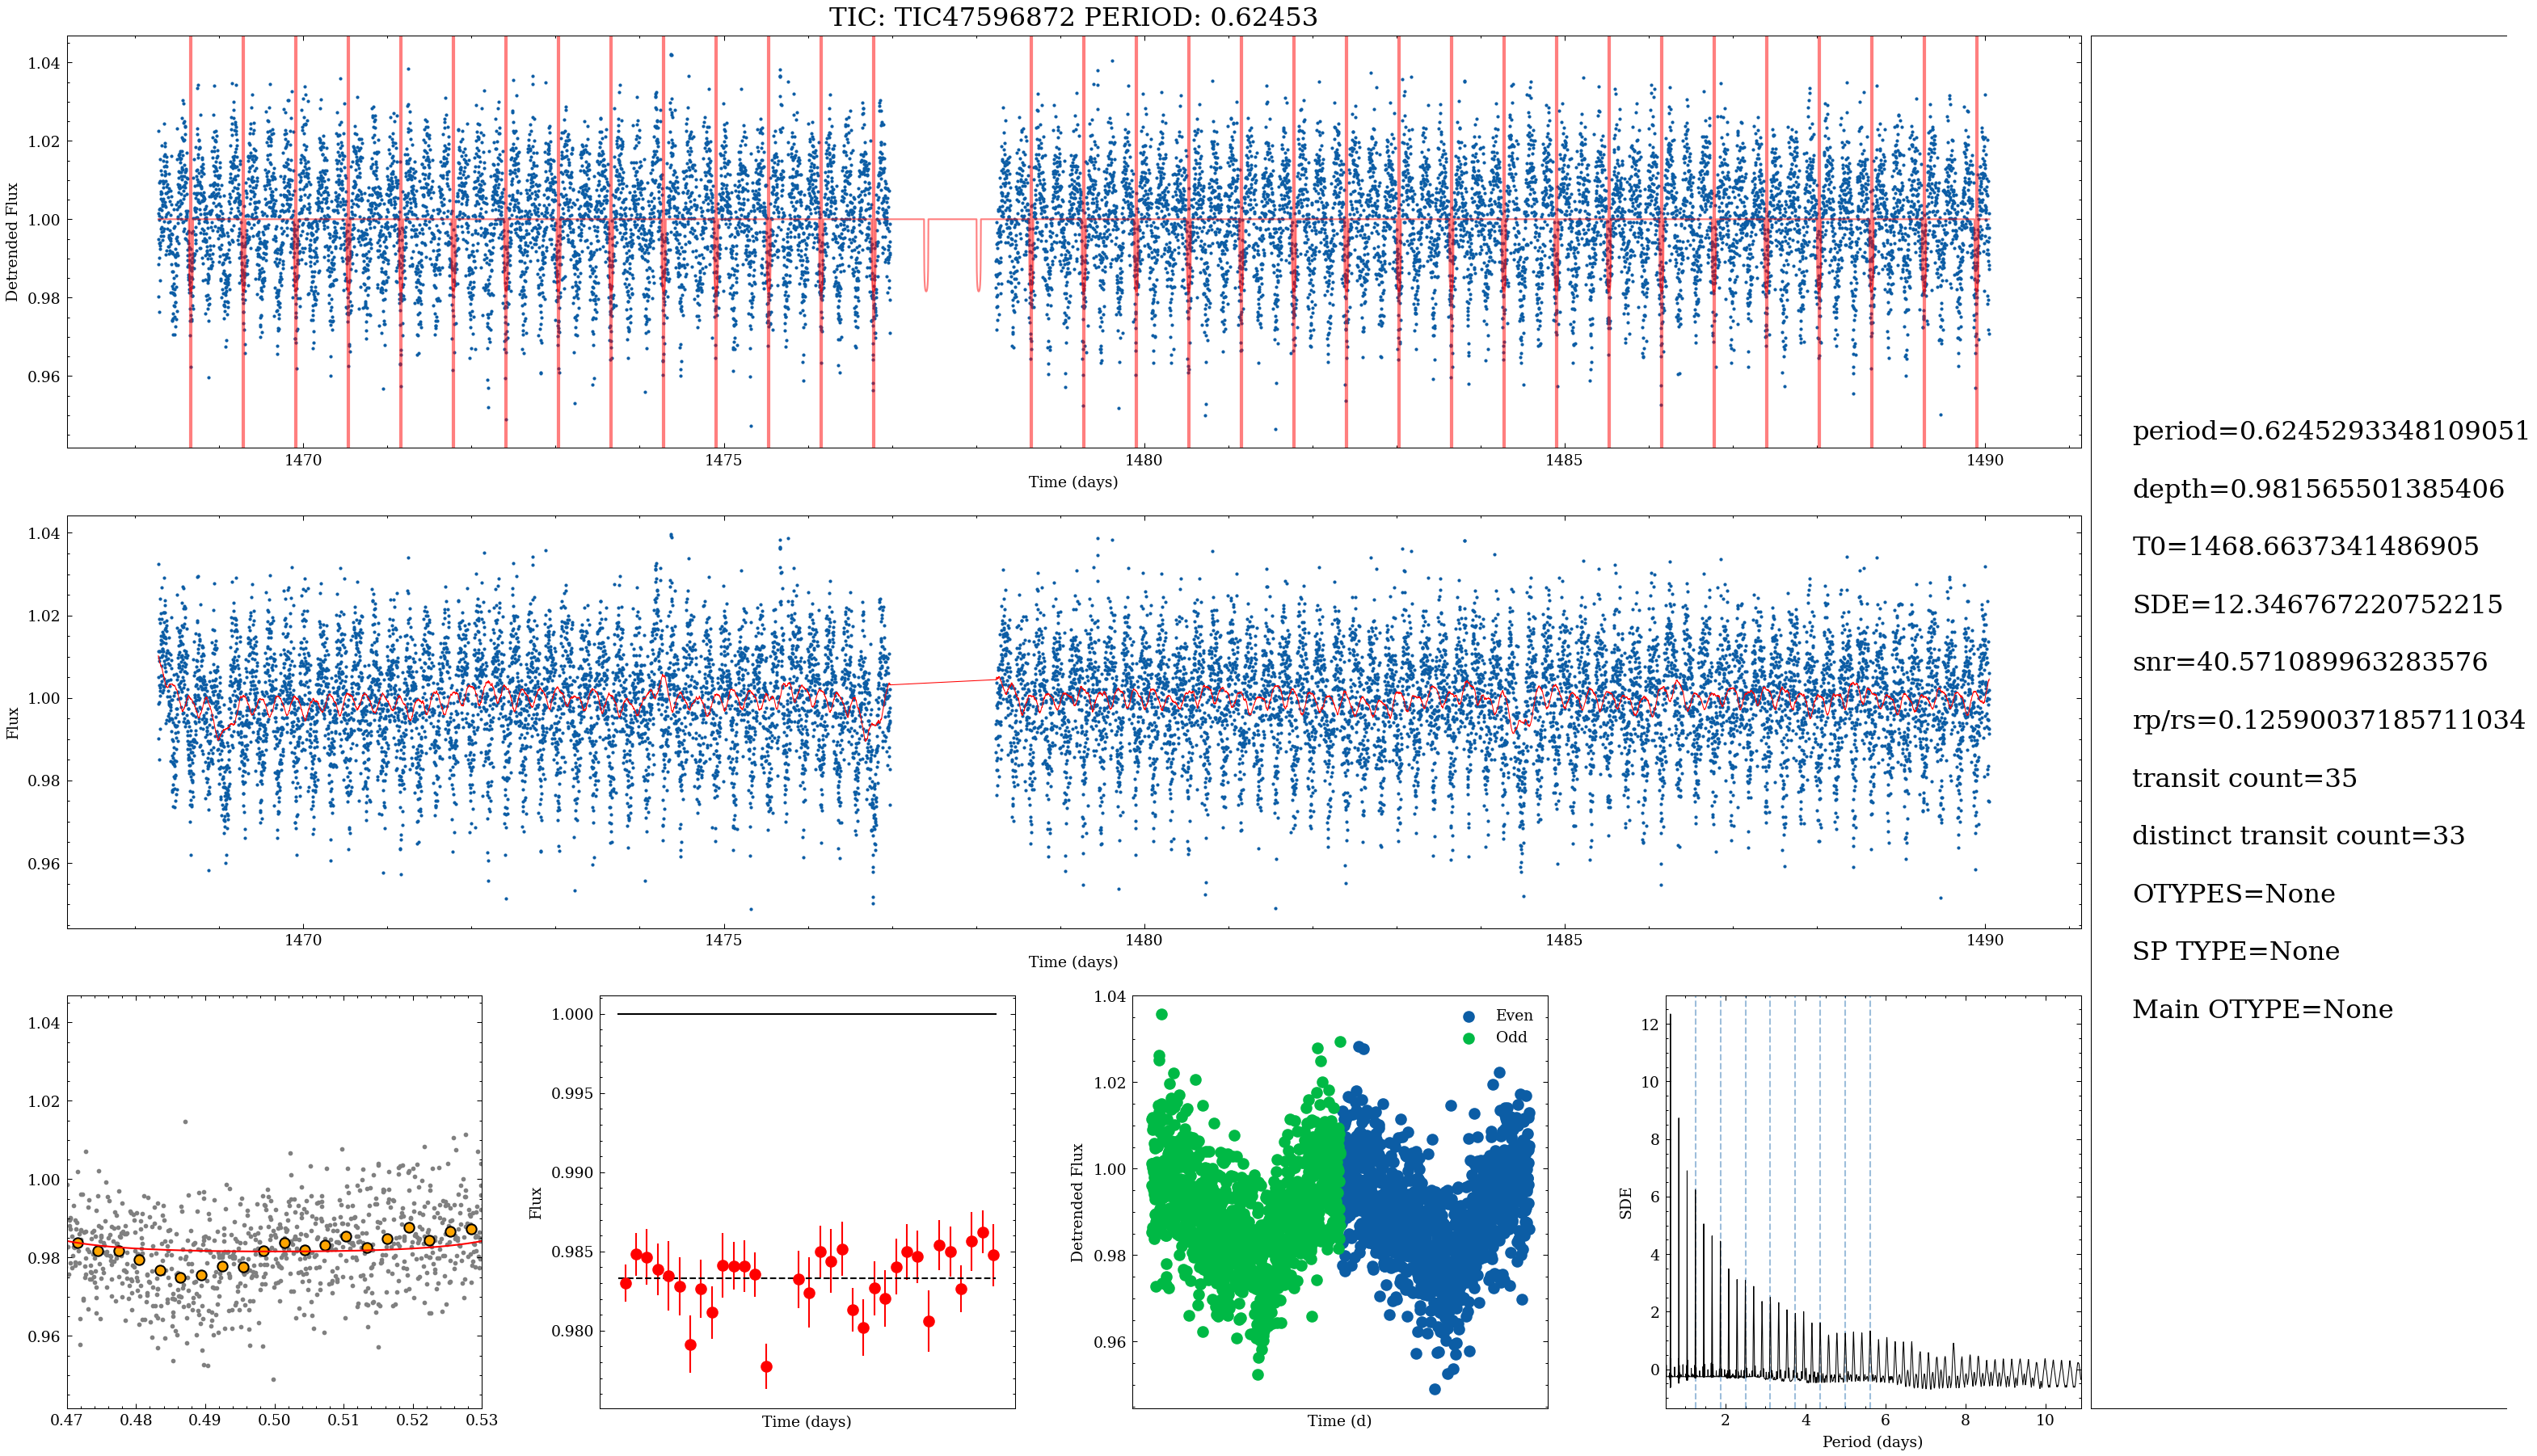 TIC: TIC47596872 PERIOD: 0.62453
1.04
1.02
1.00
0.98
0.96
Detrended Flux
1470
1475
1480
1485
1490
Time (days)
1.04
1.02
1.00
0.98
0.96
Flux
1470
1475
1480
1485
1490
Time (days)
period=0.6245293348109051
depth=0.981565501385406
T0=1468.6637341486905
SDE=12.346767220752215
snr=40.571089963283576
rp/rs=0.12590037185711034
transit count=35
distinct transit count=33
OTYPES=None
SP TYPE=None
Main OTYPE=None
1.04
1.02
1.00
0.98
0.96
0.47
0.48
0.49
0.50
0.51
0.52
0.53
1.000
0.995
0.990
0.985
0.980
Flux
Time (days)
1.04
1.02
1.00
0.98
0.96
Detrended Flux
Even
Odd
Time (d)
12
10
8
6
4
2
0
SDE
2
4
6
8
10
Period (days)